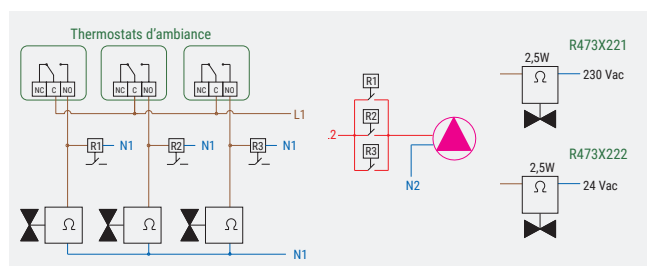 Thermostats d'ambiance
NC C NO NC C NO NC C NO
L1
R1 N1 R2 N1 R3 N1
Ω Ω Ω
N1
R1
R2
.2
R3
N2
R473X221
2,5W
Ω 230 Vac
R473X222
2,5W
Ω 24 Vac